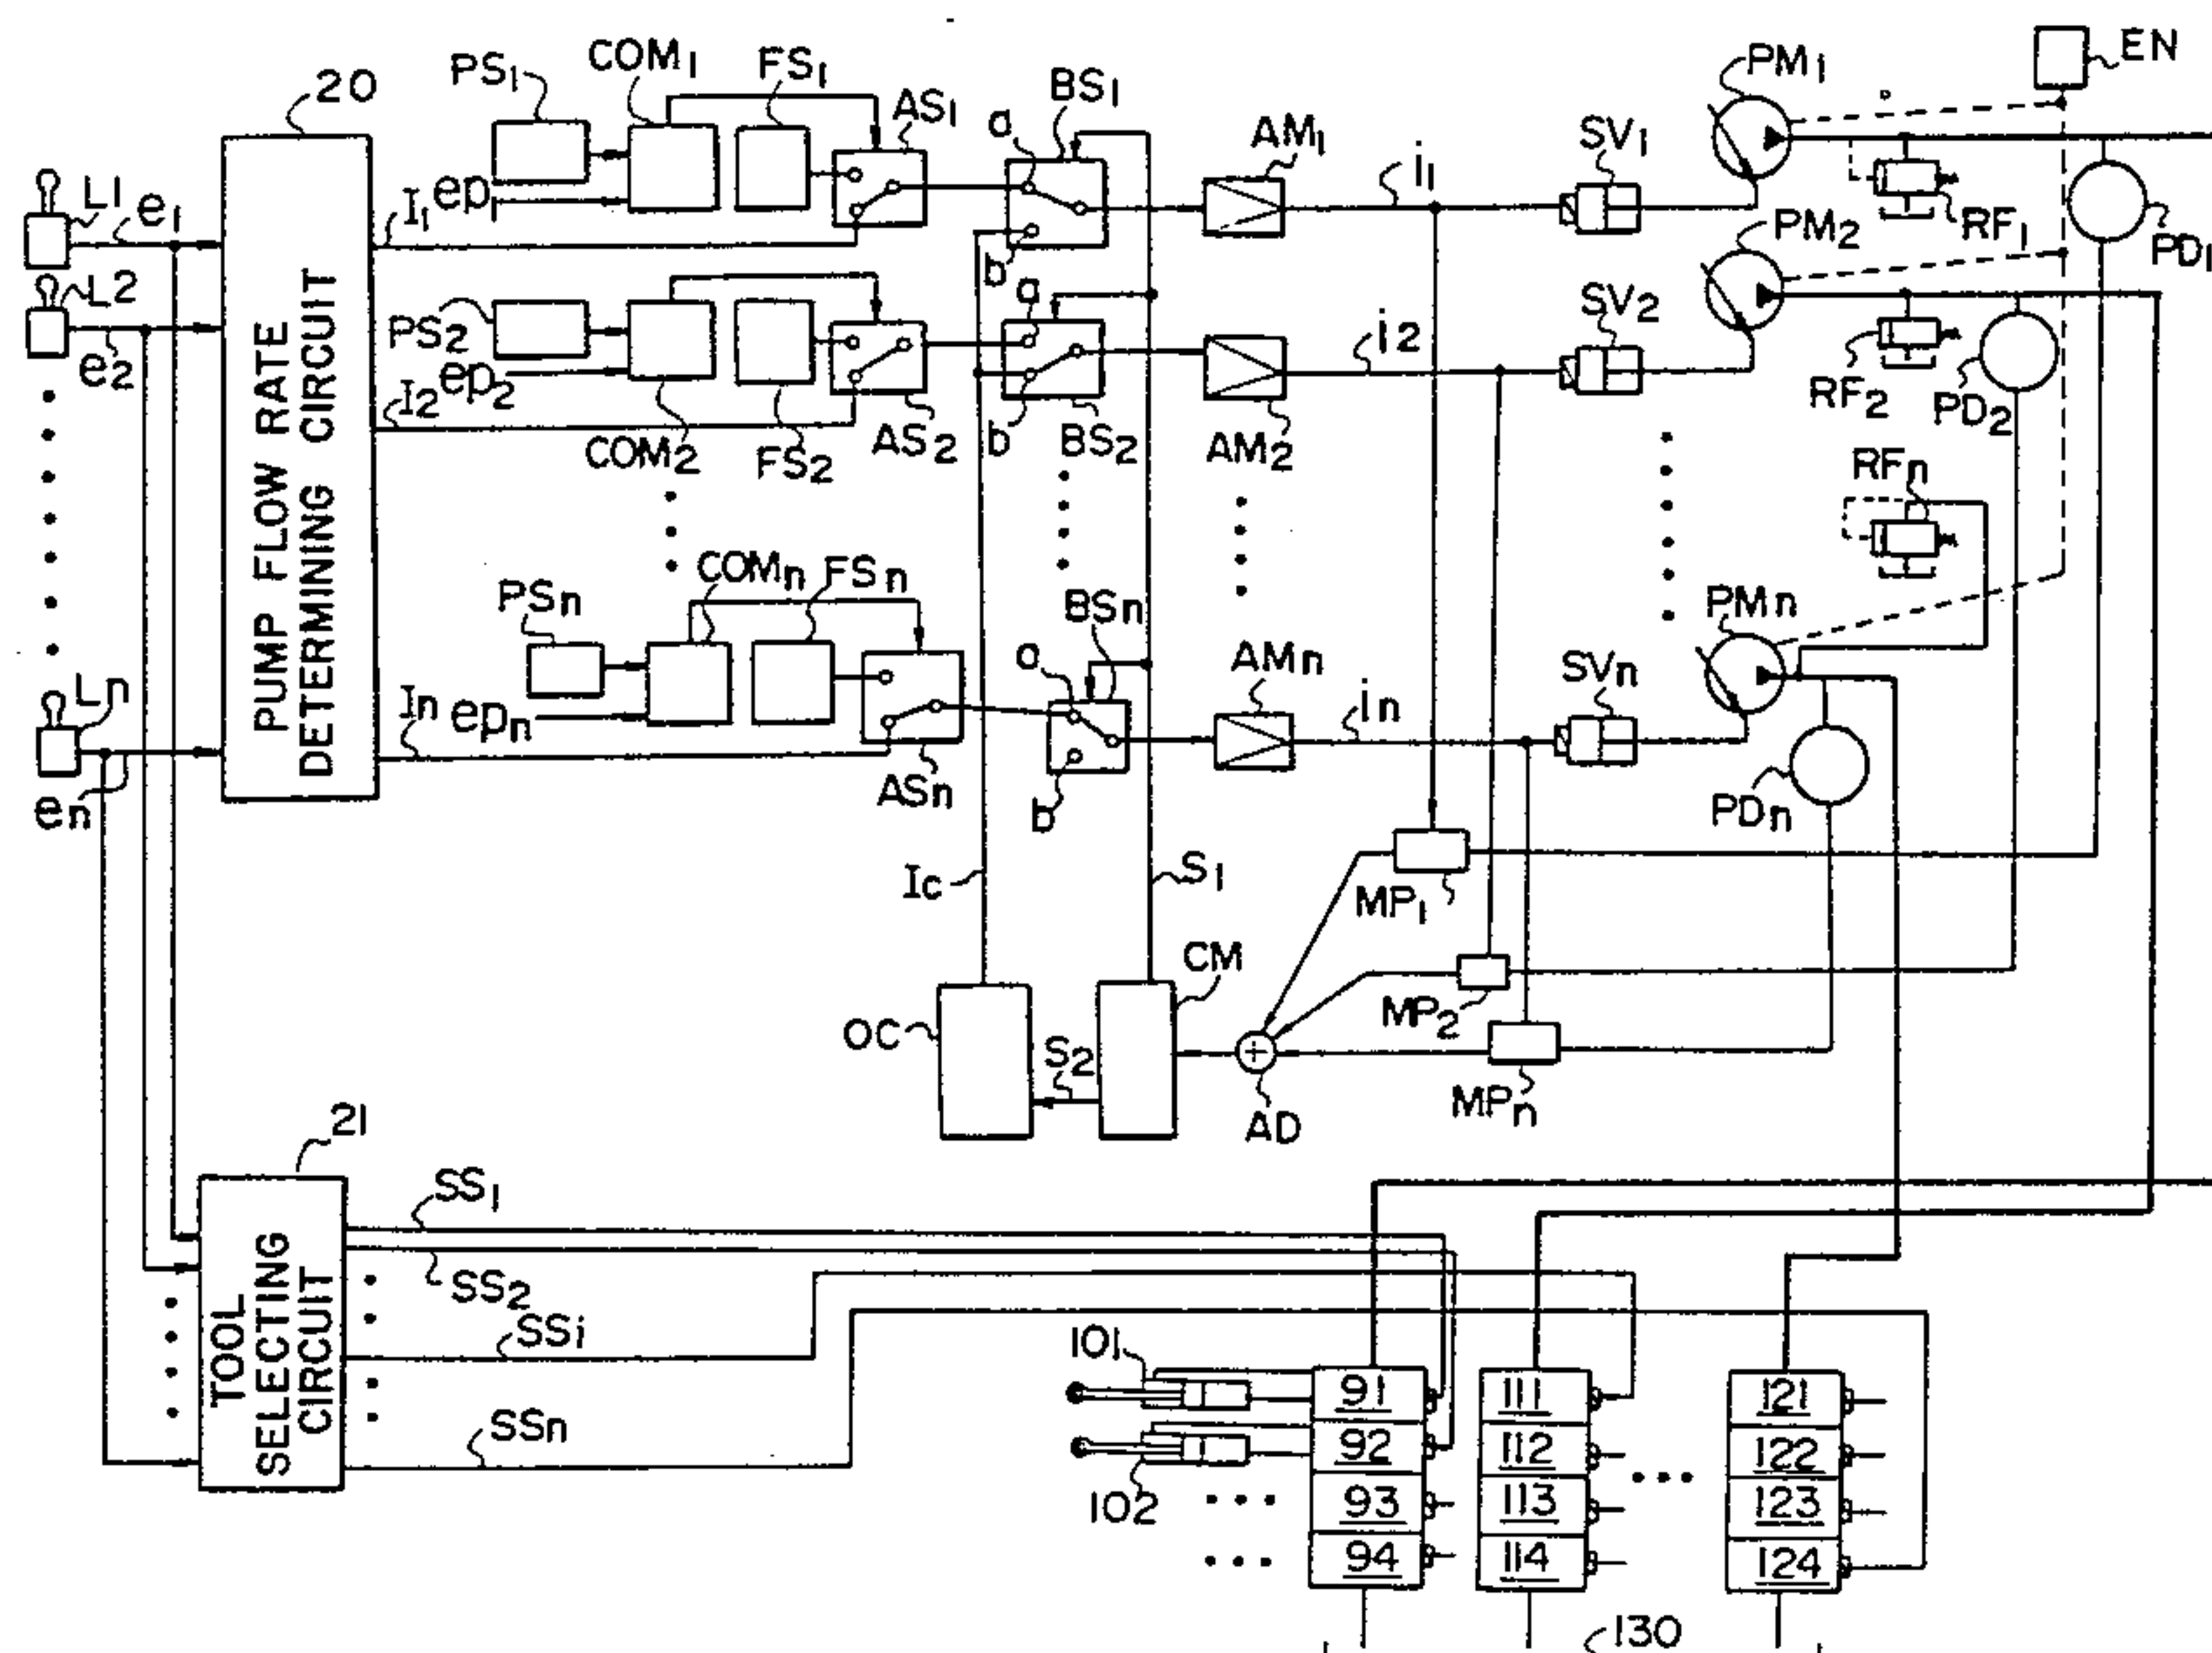 20
PS₁
COM₁
FS₁
AS₁
BS₁
a
b
AM₁
i₁
SV₁
PM₁
EN
RF₁
PD₁
L1
e₁
ep₁
I₁
L2
e₂
PS₂
ep₂
I₂
COM₂
FS₂
AS₂
a
b
BS₂
AM₂
i₂
SV₂
PM₂
RF₂
PD₂
PUMP FLOW RATE
DETERMINING CIRCUIT
PSn
COMn
FSn
BSn
a
b
AMn
in
SVn
PMn
RFn
PDn
Ln
en
In
epn
ASn
Ic
S₁
MP₁
CM
MP₂
OC
S₂
AD
MPn
21
TOOL
SELECTING
CIRCUIT
SS₁
SS₂
SSi
SSn
101
102
91
92
93
94
111
112
113
114
121
122
123
124
130